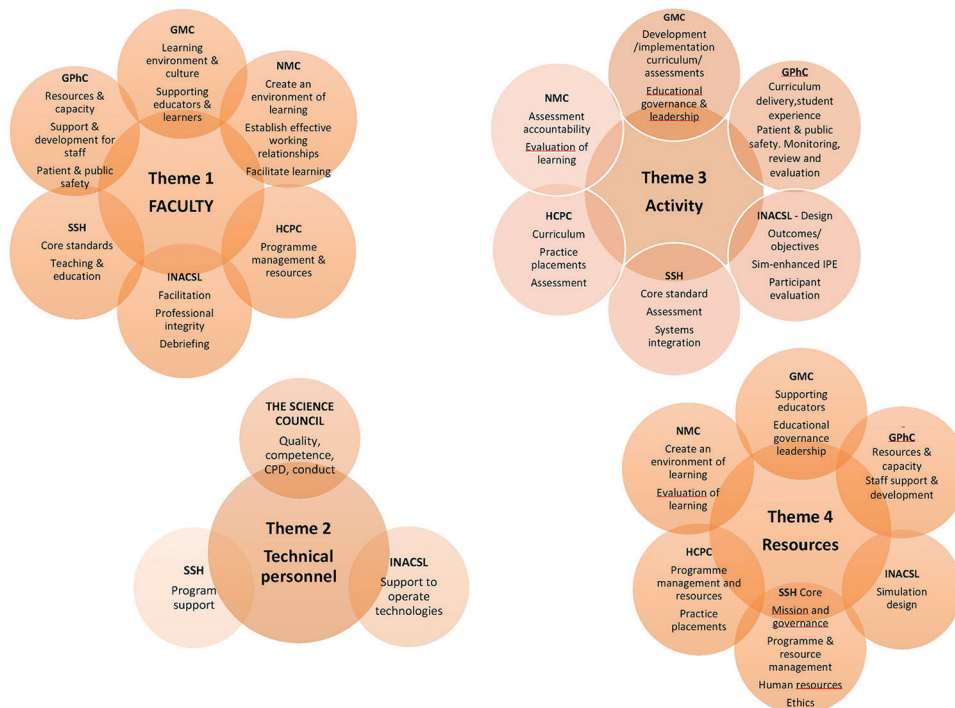 GMC
Learning
environment &
culture
Supporting
educators &
learners
GPhC
Resources &
capacity
Support &
development for
staff
Patient & public
safety
NMC
Create an
environment of
learning
Establish effective
working
relationships
Facilitate learning
Theme 1
FACULTY
SSH
Core standards
Teaching &
education
HCPC
Programme
management &
resources
INACSL
Facilitation
Professional
integrity
Debriefing
GMC
Development
/implementation
curriculum/
assessments
Educational
governance &
leadership
NMC
Assessment
accountability
Evaluation of
learning
GPhC
Curriculum
delivery,student
experience
Patient & public
safety. Monitoring,
review and
evaluation
Theme 3
Activity
HCPC
Curriculum
Practice
placements
Assessment
INACSL - Design
Outcomes/
objectives
Sim-enhanced IPE
Participant
evaluation
SSH
Core standard
Assessment
Systems
integration
THE SCIENCE
COUNCIL
Quality,
competence,
CPD, conduct
Theme 2
Technical
personnel
SSH
Program
support
INACSL
Support to
operate
technologies
GMC
Supporting
educators
Educational
governance
leadership
NMC
Create an
environment of
learning
Evaluation of
learning
-
GPhC
Resources &
capacity
Staff support &
development
Theme 4
Resources
HCPC
Programme
management and
resources
Practice
placements
INACSL
Simulation
design
SSH Core
Mission and
governance
Programme &
resource
management
Human resources
Ethics